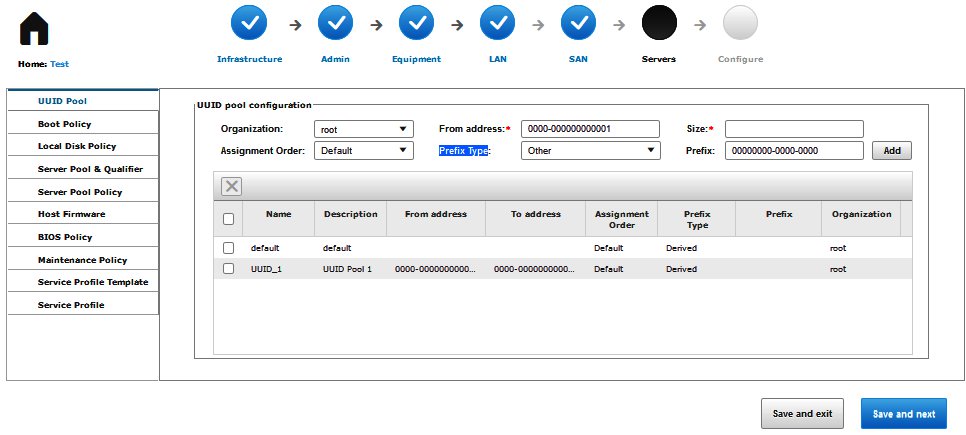 Home: Test
Infrastructure
Admin
Equipment
LAN
SAN
Servers
Configure
UUID Pool
Boot Policy
Local Disk Policy
Server Pool & Qualifier
Server Pool Policy
Host Firmware
BIOS Policy
Maintenance Policy
Service Profile Template
Service Profile
UUID pool configuration
Organization: root From address:* 0000-000000000001 Size:*
Assignment Order: Default Prefix Type: Other Prefix: 00000000-0000-0000 Add
Name Description From address To address Assignment Order Prefix Type Prefix Organization
default default Default Derived root
UUID_1 UUID Pool 1 0000-0000000000... 0000-0000000000... Default Derived root
Save and exit Save and next